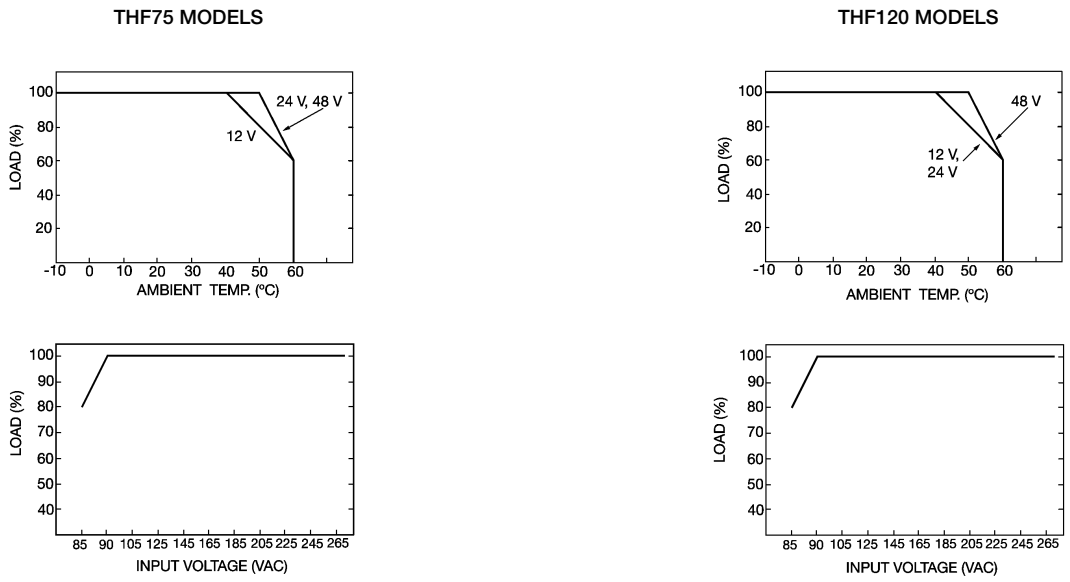 THF75 MODELS
100
80
60
40
20
LOAD (%)
24 V, 48 V
12 V
-10 0 10 20 30 40 50 60
AMBIENT TEMP. (ºC)
THF120 MODELS
100
80
60
40
20
LOAD (%)
48 V
12 V,
24 V
-10 0 10 20 30 40 50 60
AMBIENT TEMP. (ºC)
100
90
80
70
60
50
40
LOAD (%)
85 90 105 125 145 165 185 205 225 245 265
INPUT VOLTAGE (VAC)
100
90
80
70
60
50
40
LOAD (%)
85 90 105 125 145 165 185 205 225 245 265
INPUT VOLTAGE (VAC)